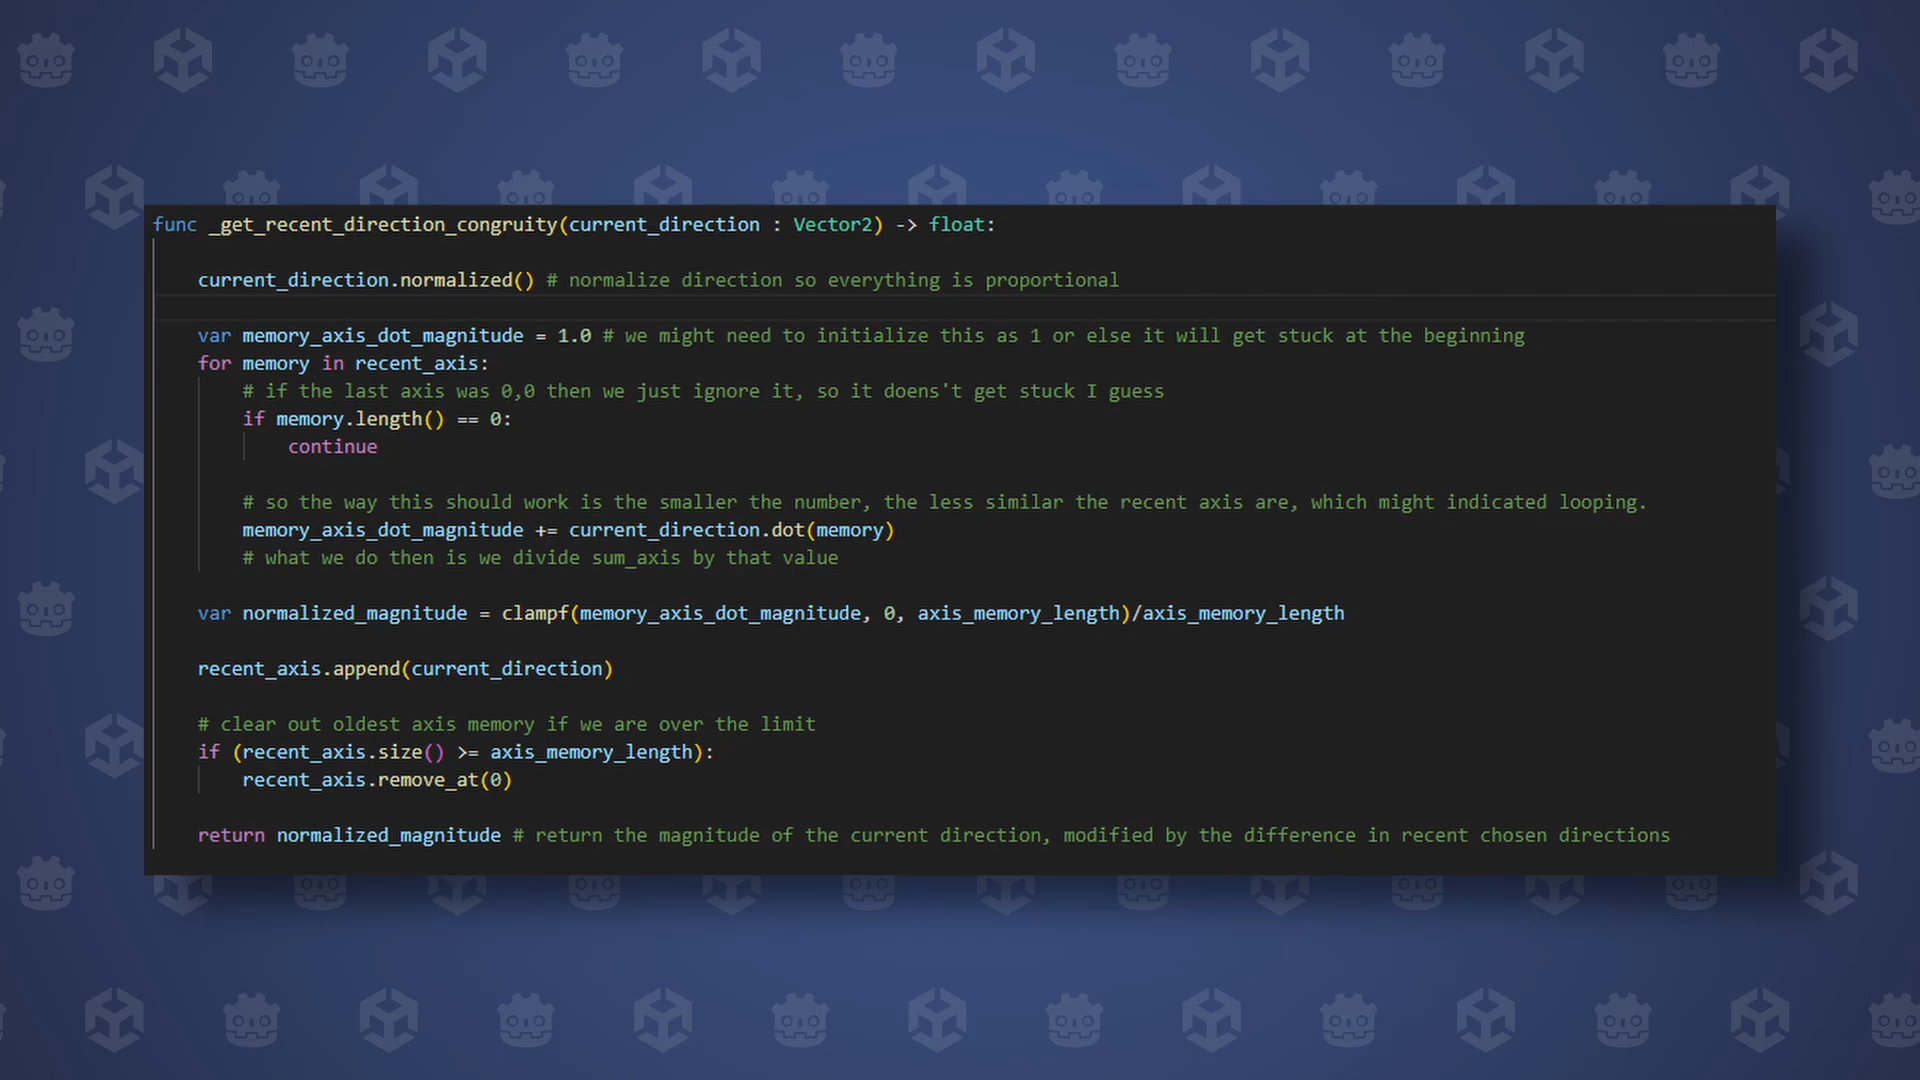 func _get_recent_direction_congruity(current_direction : Vector2) -> float:
current_direction.normalized() # normalize direction so everything is proportional
var memory_axis_dot_magnitude = 1.0 # we might need to initialize this as 1 or else it will get stuck at the beginning
for memory in recent_axis:
# if the last axis was 0,0 then we just ignore it, so it doens't get stuck I guess
if memory.length() == 0:
continue
# so the way this should work is the smaller the number, the less similar the recent axis are, which might indicated looping.
memory_axis_dot_magnitude += current_direction.dot(memory)
# what we do then is we divide sum_axis by that value
var normalized_magnitude = clampf(memory_axis_dot_magnitude, 0, axis_memory_length)/axis_memory_length
recent_axis.append(current_direction)
# clear out oldest axis memory if we are over the limit
if (recent_axis.size() >= axis_memory_length):
recent_axis.remove_at(0)
return normalized_magnitude # return the magnitude of the current direction, modified by the difference in recent chosen directions